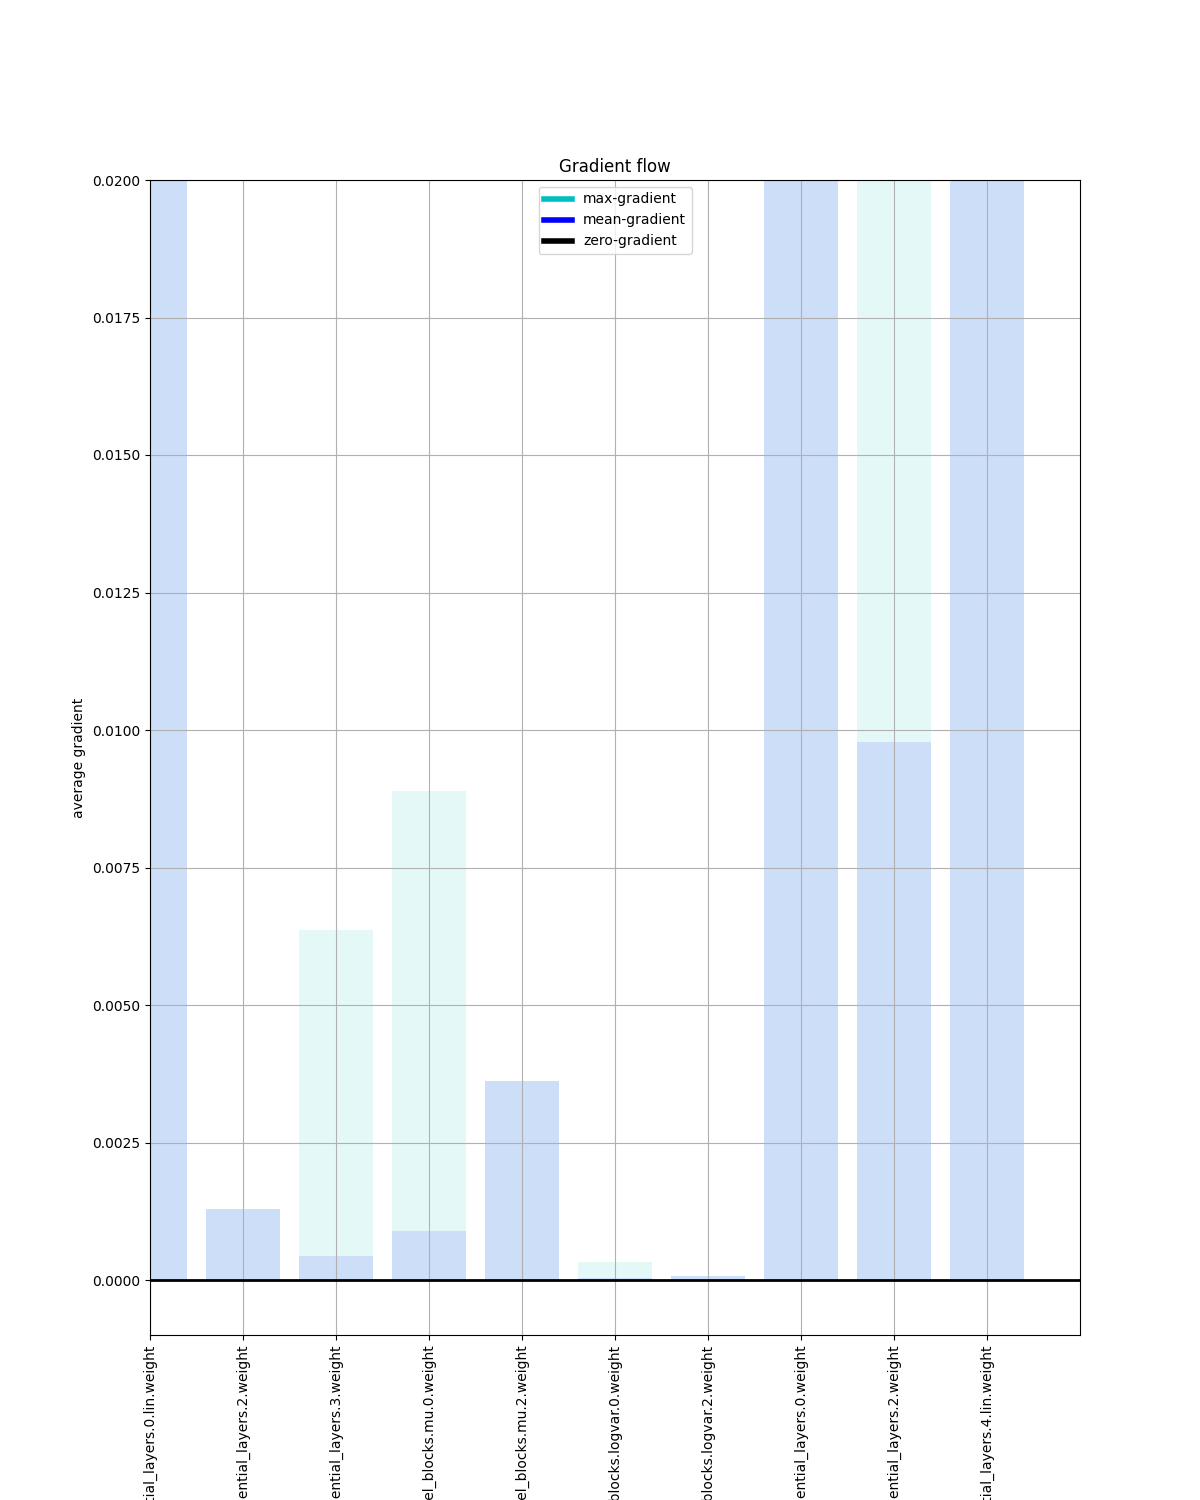 Gradient flow
max-gradient
mean-gradient
zero-gradient
0.0200
0.0175
0.0150
0.0125
0.0100
0.0075
0.0050
0.0025
0.0000
average gradient
tial_layers.0.lin.weight
ential_layers.2.weight
ential_layers.3.weight
el_blocks.mu.0.weight
el_blocks.mu.2.weight
blocks.logvar.0.weight
blocks.logvar.2.weight
ential_layers.0.weight
ential_layers.2.weight
tial_layers.4.lin.weight